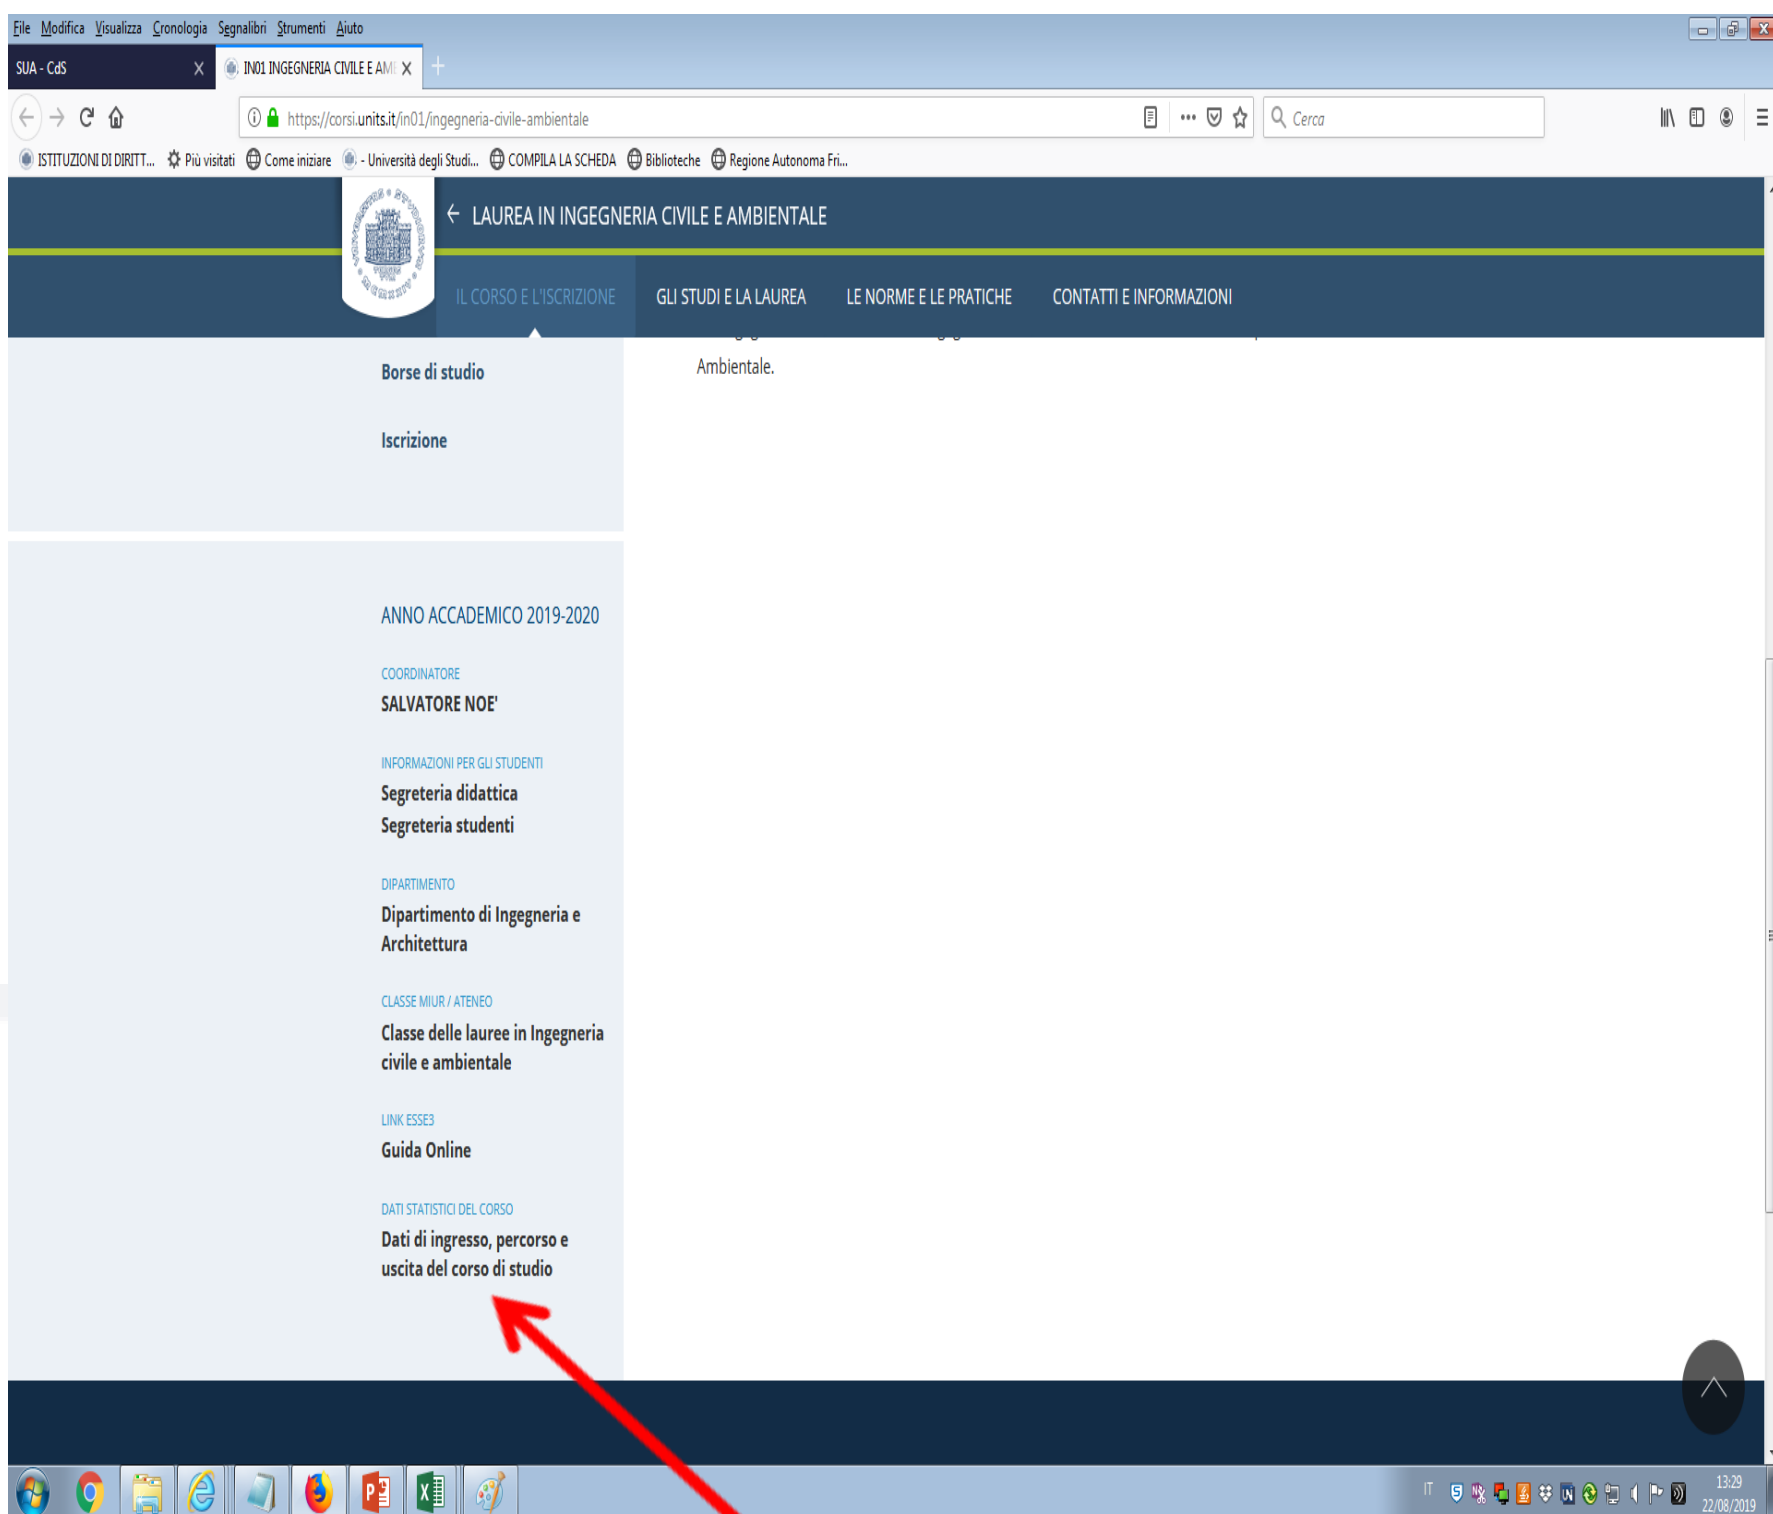 File Modifica Visualizza Cronologia Segnalibri Strumenti Aiuto
SUA - CdS
IN01 INGEGNERIA CIVILE E AMB
https://corsi.units.it/in01/ingegneria-civile-ambientale
Cerca
ISTITUZIONI DI DIRITT... Più visitati Come iniziare - Università degli Studi... COMPILA LA SCHEDA Biblioteche Regione Autonoma Fri...
← LAUREA IN INGEGNERIA CIVILE E AMBIENTALE
IL CORSO E L'ISCRIZIONE GLI STUDI E LA LAUREA LE NORME E LE PRATICHE CONTATTI E INFORMAZIONI
Borse di studio
Ambientale.
Iscrizione
ANNO ACCADEMICO 2019-2020
COORDINATORE
SALVATORE NOE'
INFORMAZIONI PER GLI STUDENTI
Segreteria didattica
Segreteria studenti
DIPARTIMENTO
Dipartimento di Ingegneria e
Architettura
CLASSE MIUR / ATENEO
Classe delle lauree in Ingegneria
civile e ambientale
LINK ESSE3
Guida Online
DATI STATISTICI DEL CORSO
Dati di ingresso, percorso e
uscita del corso di studio
IT
13:29
22/08/2019